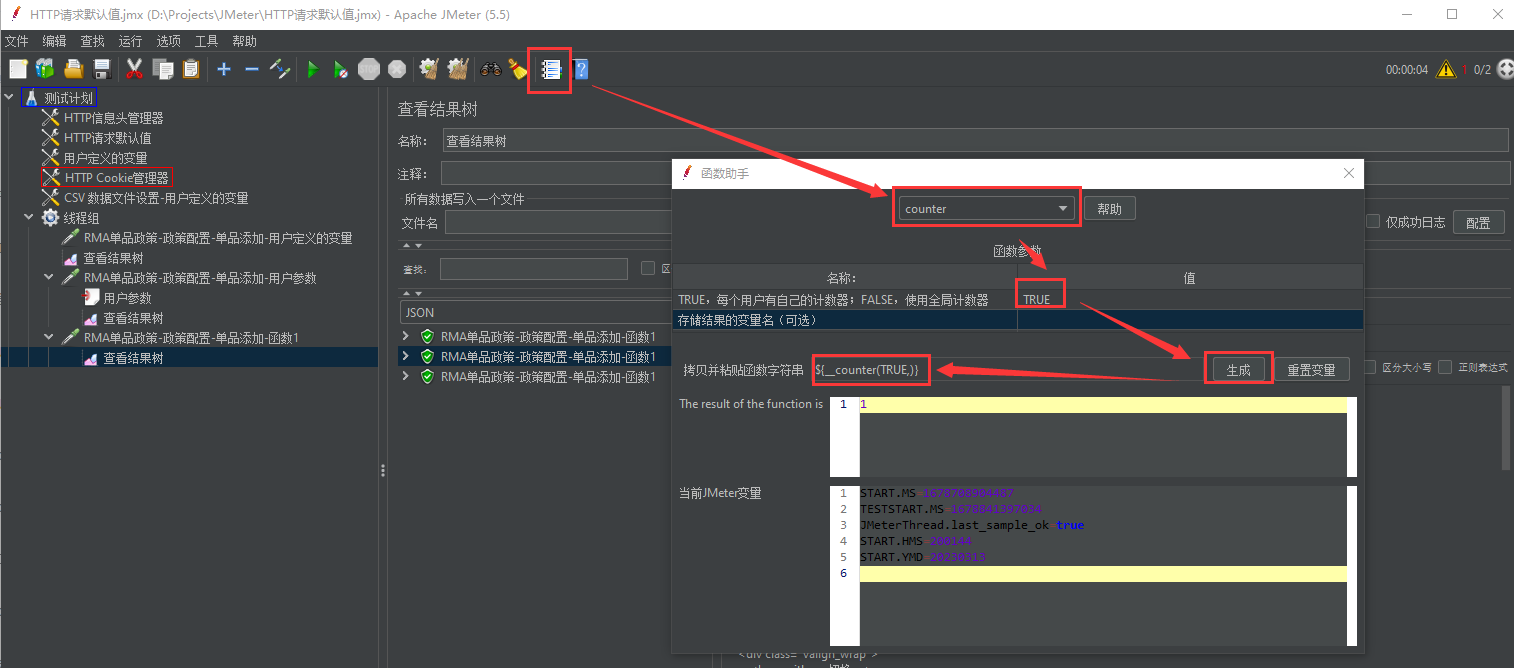 HTTP请求默认值.jmx (D:\Projects\JMeter\HTTP请求默认值.jmx) - Apache JMeter (5.5)
文件 编辑 查找 运行 选项 工具 帮助
STOP ? 00:00:04 1 0/2
测试计划
HTTP信息头管理器
HTTP请求默认值
用户定义的变量
HTTP Cookie管理器
CSV 数据文件设置-用户定义的变量
线程组
RMA单品政策-政策配置-单品添加-用户定义的变量
查看结果树
RMA单品政策-政策配置-单品添加-用户参数
用户参数
查看结果树
RMA单品政策-政策配置-单品添加-函数1
查看结果树
查看结果树
名称： 查看结果树
注释：
所有数据写入一个文件
文件名
仅成功日志 配置
查找： 区
JSON
RMA单品政策-政策配置-单品添加-函数1
RMA单品政策-政策配置-单品添加-函数1
RMA单品政策-政策配置-单品添加-函数1
区分大小写 正则表达式
函数助手
counter 帮助
函数参数
名称： 值
TRUE，每个用户有自己的计数器；FALSE，使用全局计数器 TRUE
存储结果的变量名（可选）
拷贝并粘贴函数字符串 ${__counter(TRUE,)} 生成 重置变量
The result of the function is 1 1
当前JMeter变量
1 START.MS=1678708904487
2 TESTSTART.MS=1678841397034
3 JMeterThread.last_sample_ok=true
4 START.HMS=200144
5 START.YMD=20230313
6
<div class="valign_wrap">